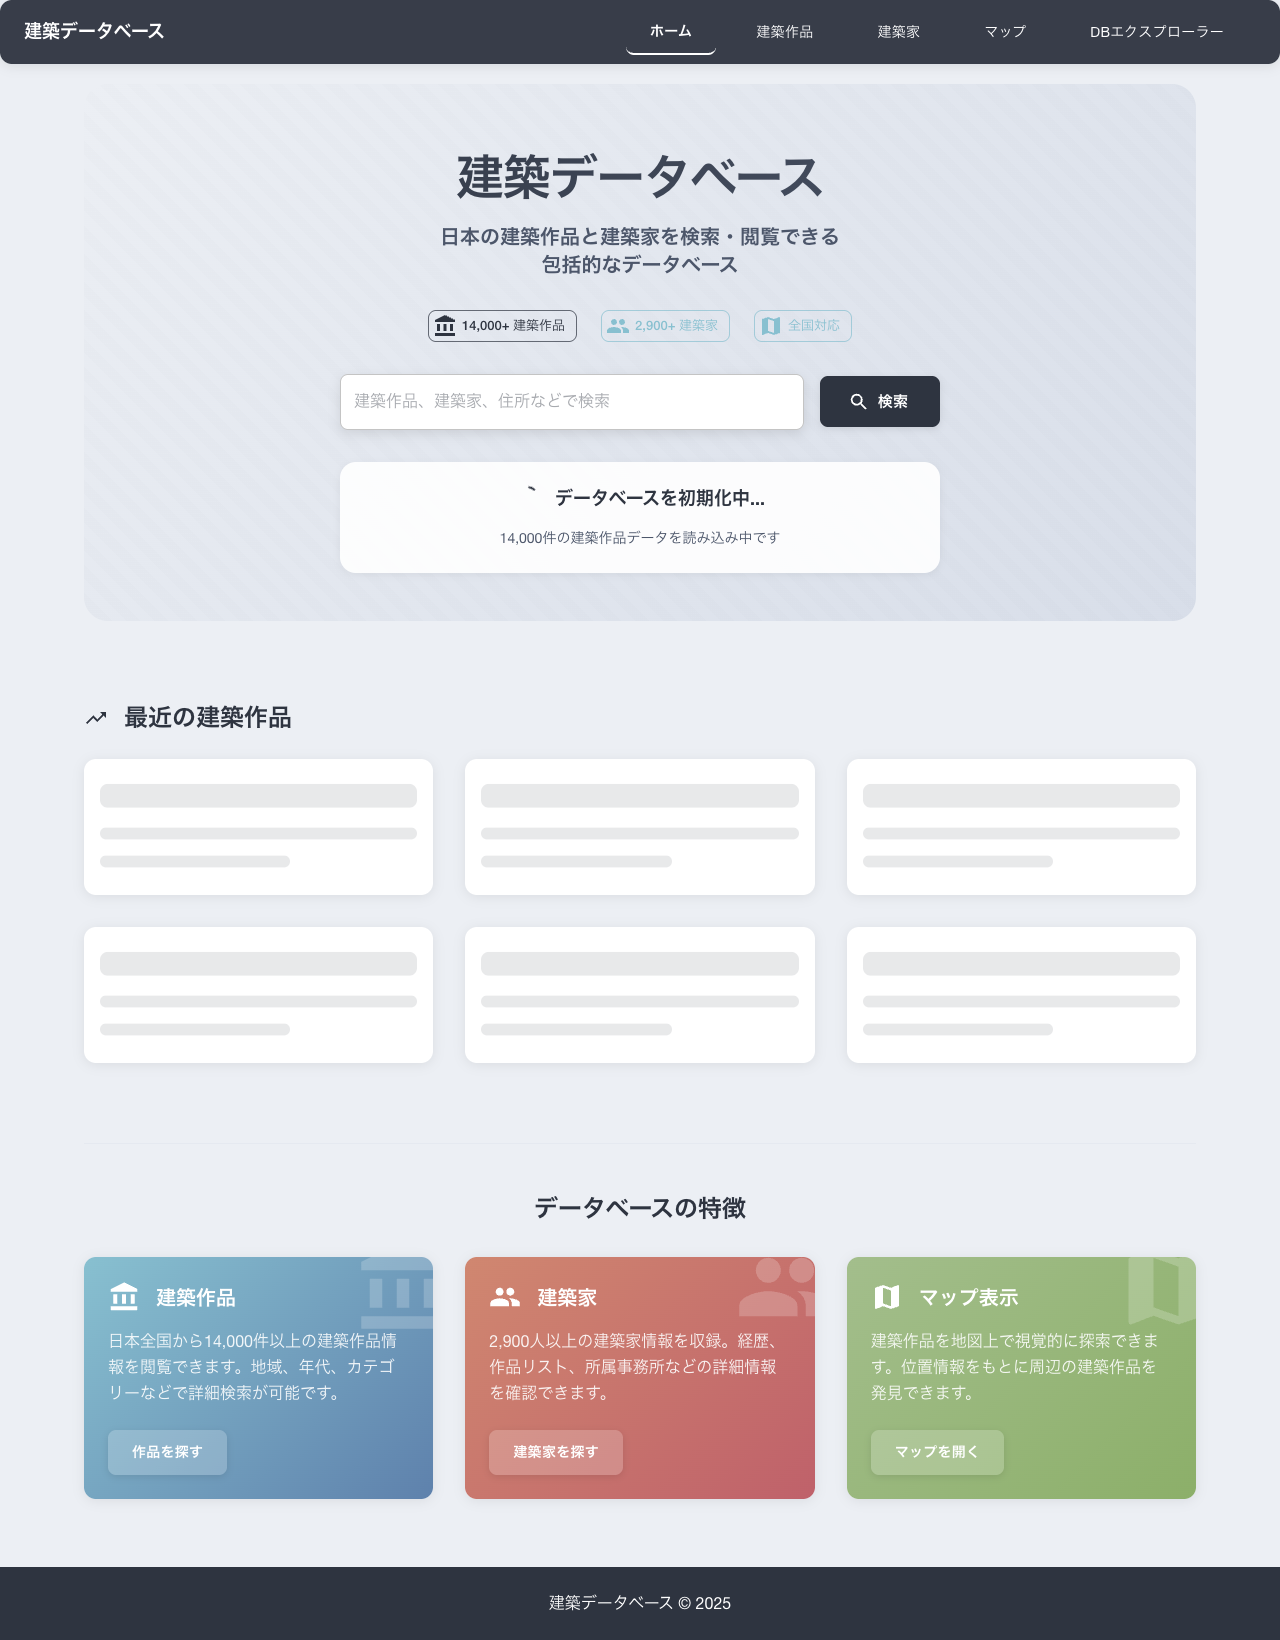 建築データベース
ホーム
建築作品
建築家
マップ
DBエクスプローラー
建築データベース
日本の建築作品と建築家を検索・閲覧できる
包括的なデータベース
14,000+ 建築作品
2,900+ 建築家
全国対応
建築作品、建築家、住所などで検索
検索
データベースを初期化中...
14,000件の建築作品データを読み込み中です
最近の建築作品
データベースの特徴
建築作品
日本全国から14,000件以上の建築作品情
報を閲覧できます。地域、年代、カテゴ
リーなどで詳細検索が可能です。
作品を探す
建築家
2,900人以上の建築家情報を収録。経歴、
作品リスト、所属事務所などの詳細情報
を確認できます。
建築家を探す
マップ表示
建築作品を地図上で視覚的に探索できま
す。位置情報をもとに周辺の建築作品を
発見できます。
マップを開く
建築データベース © 2025